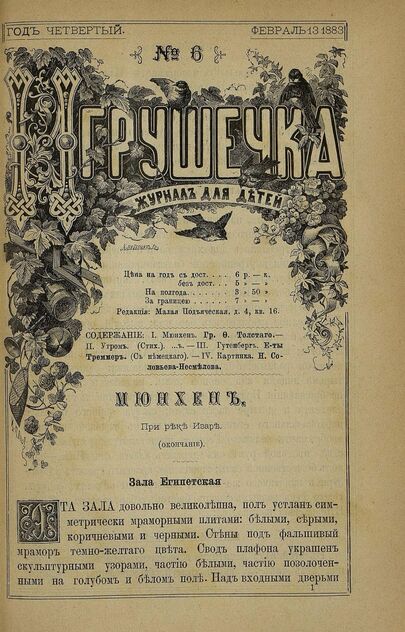 ГОДЪ ЧЕТВЕРТЫЙ.
ФЕВРАЛЬ 13 1883
№ 6
ИГРУШЕЧКА
ЖУРНАЛЪ ДЛЯ ДѢТЕЙ
Цѣна на годъ съ дост. . . . . 6 р. — к.
безъ дост. . . . 5 » — »
На полгода. . . . . . 3 » 50 »
За границею . . . . . 7 » — »
Редакція: Малая Подъяческая, д. 4, кв. 16.
СОДЕРЖАНІЕ: I. Мюнхенъ. Гр. Ѳ. Толстаго.—
II. Утромъ. (Стих.). ...ъ. — III. Гутенбергъ. Е-ты
Треммеръ. (Съ нѣмецкаго). — IV. Картинка. Н. Со-
ловьева-Несмѣлова.
МЮНХЕНЪ.
При рѣкѣ Изарѣ.
(ОКОНЧАНІЕ).
Зала Египетская
ЭТА ЗАЛА довольно великолѣпна, полъ устланъ сим-
метрически мраморными плитами: бѣлыми, сѣрыми,
коричневыми и черными. Стѣны подъ фальшивый
мраморъ темно-желтаго цвѣта. Сводъ плафона украшенъ
скульптурными узорами, частію бѣлыми, частію позолочен-
ными на голубомъ и бѣломъ полѣ. Надъ входными дверьми
1